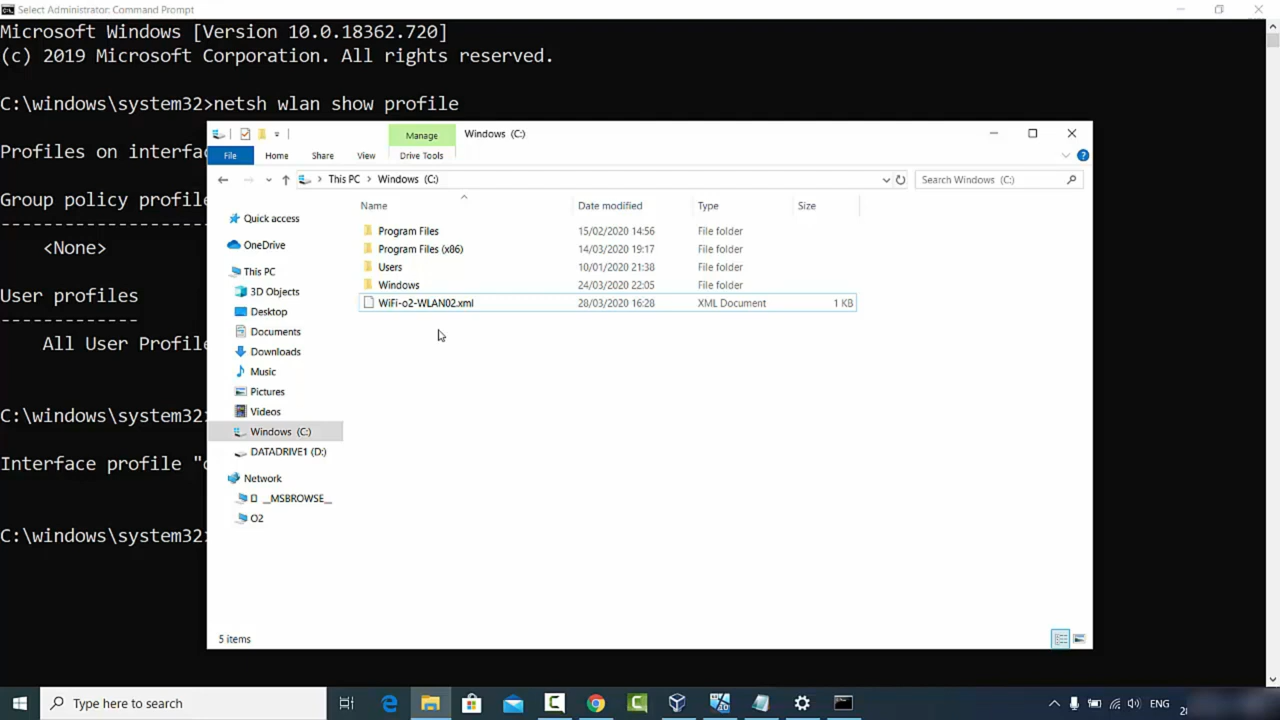 Select Administrator: Command Prompt
Microsoft Windows [Version 10.0.18362.720]
(c) 2019 Microsoft Corporation. All rights reserved.
C:\windows\system32>netsh wlan show profile
Profiles on interfac
Group policy profile
--------------------
<None>
User profiles
-------------
All User Profile
C:\windows\system32>
Interface profile "
C:\windows\system32>
Manage
Windows (C:)
File
Home
Share
View
Drive Tools
This PC
Windows (C:)
Search Windows (C:)
Name
Date modified
Type
Size
Program Files
15/02/2020 14:56
File folder
Program Files (x86)
14/03/2020 19:17
File folder
Users
10/01/2020 21:38
File folder
Windows
24/03/2020 22:05
File folder
WiFi-o2-WLAN02.xml
28/03/2020 16:28
XML Document
1 KB
Quick access
OneDrive
This PC
3D Objects
Desktop
Documents
Downloads
Music
Pictures
Videos
Windows (C:)
DATADRIVE1 (D:)
Network
__MSBROWSE__
O2
5 items
Type here to search
ENG